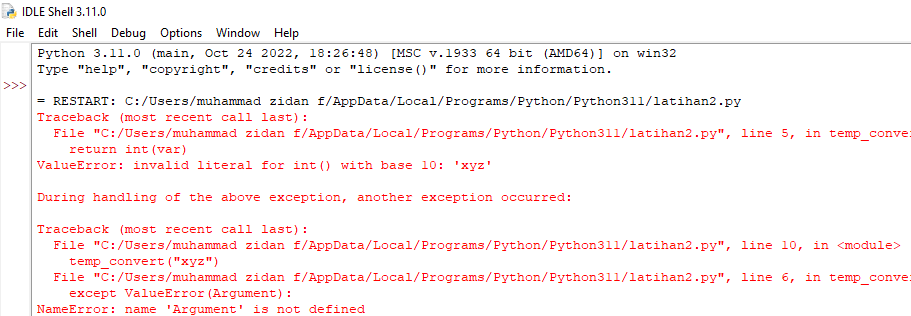 IDLE Shell 3.11.0
File Edit Shell Debug Options Window Help
Python 3.11.0 (main, Oct 24 2022, 18:26:48) [MSC v.1933 64 bit (AMD64)] on win32
Type "help", "copyright", "credits" or "license()" for more information.
>>>
= RESTART: C:/Users/muhammad zidan f/AppData/Local/Programs/Python/Python311/latihan2.py
Traceback (most recent call last):
  File "C:/Users/muhammad zidan f/AppData/Local/Programs/Python/Python311/latihan2.py", line 5, in temp_conve
    return int(var)
ValueError: invalid literal for int() with base 10: 'xyz'
During handling of the above exception, another exception occurred:
Traceback (most recent call last):
  File "C:/Users/muhammad zidan f/AppData/Local/Programs/Python/Python311/latihan2.py", line 10, in <module>
    temp_convert("xyz")
  File "C:/Users/muhammad zidan f/AppData/Local/Programs/Python/Python311/latihan2.py", line 6, in temp_conve
    except ValueError(Argument):
NameError: name 'Argument' is not defined